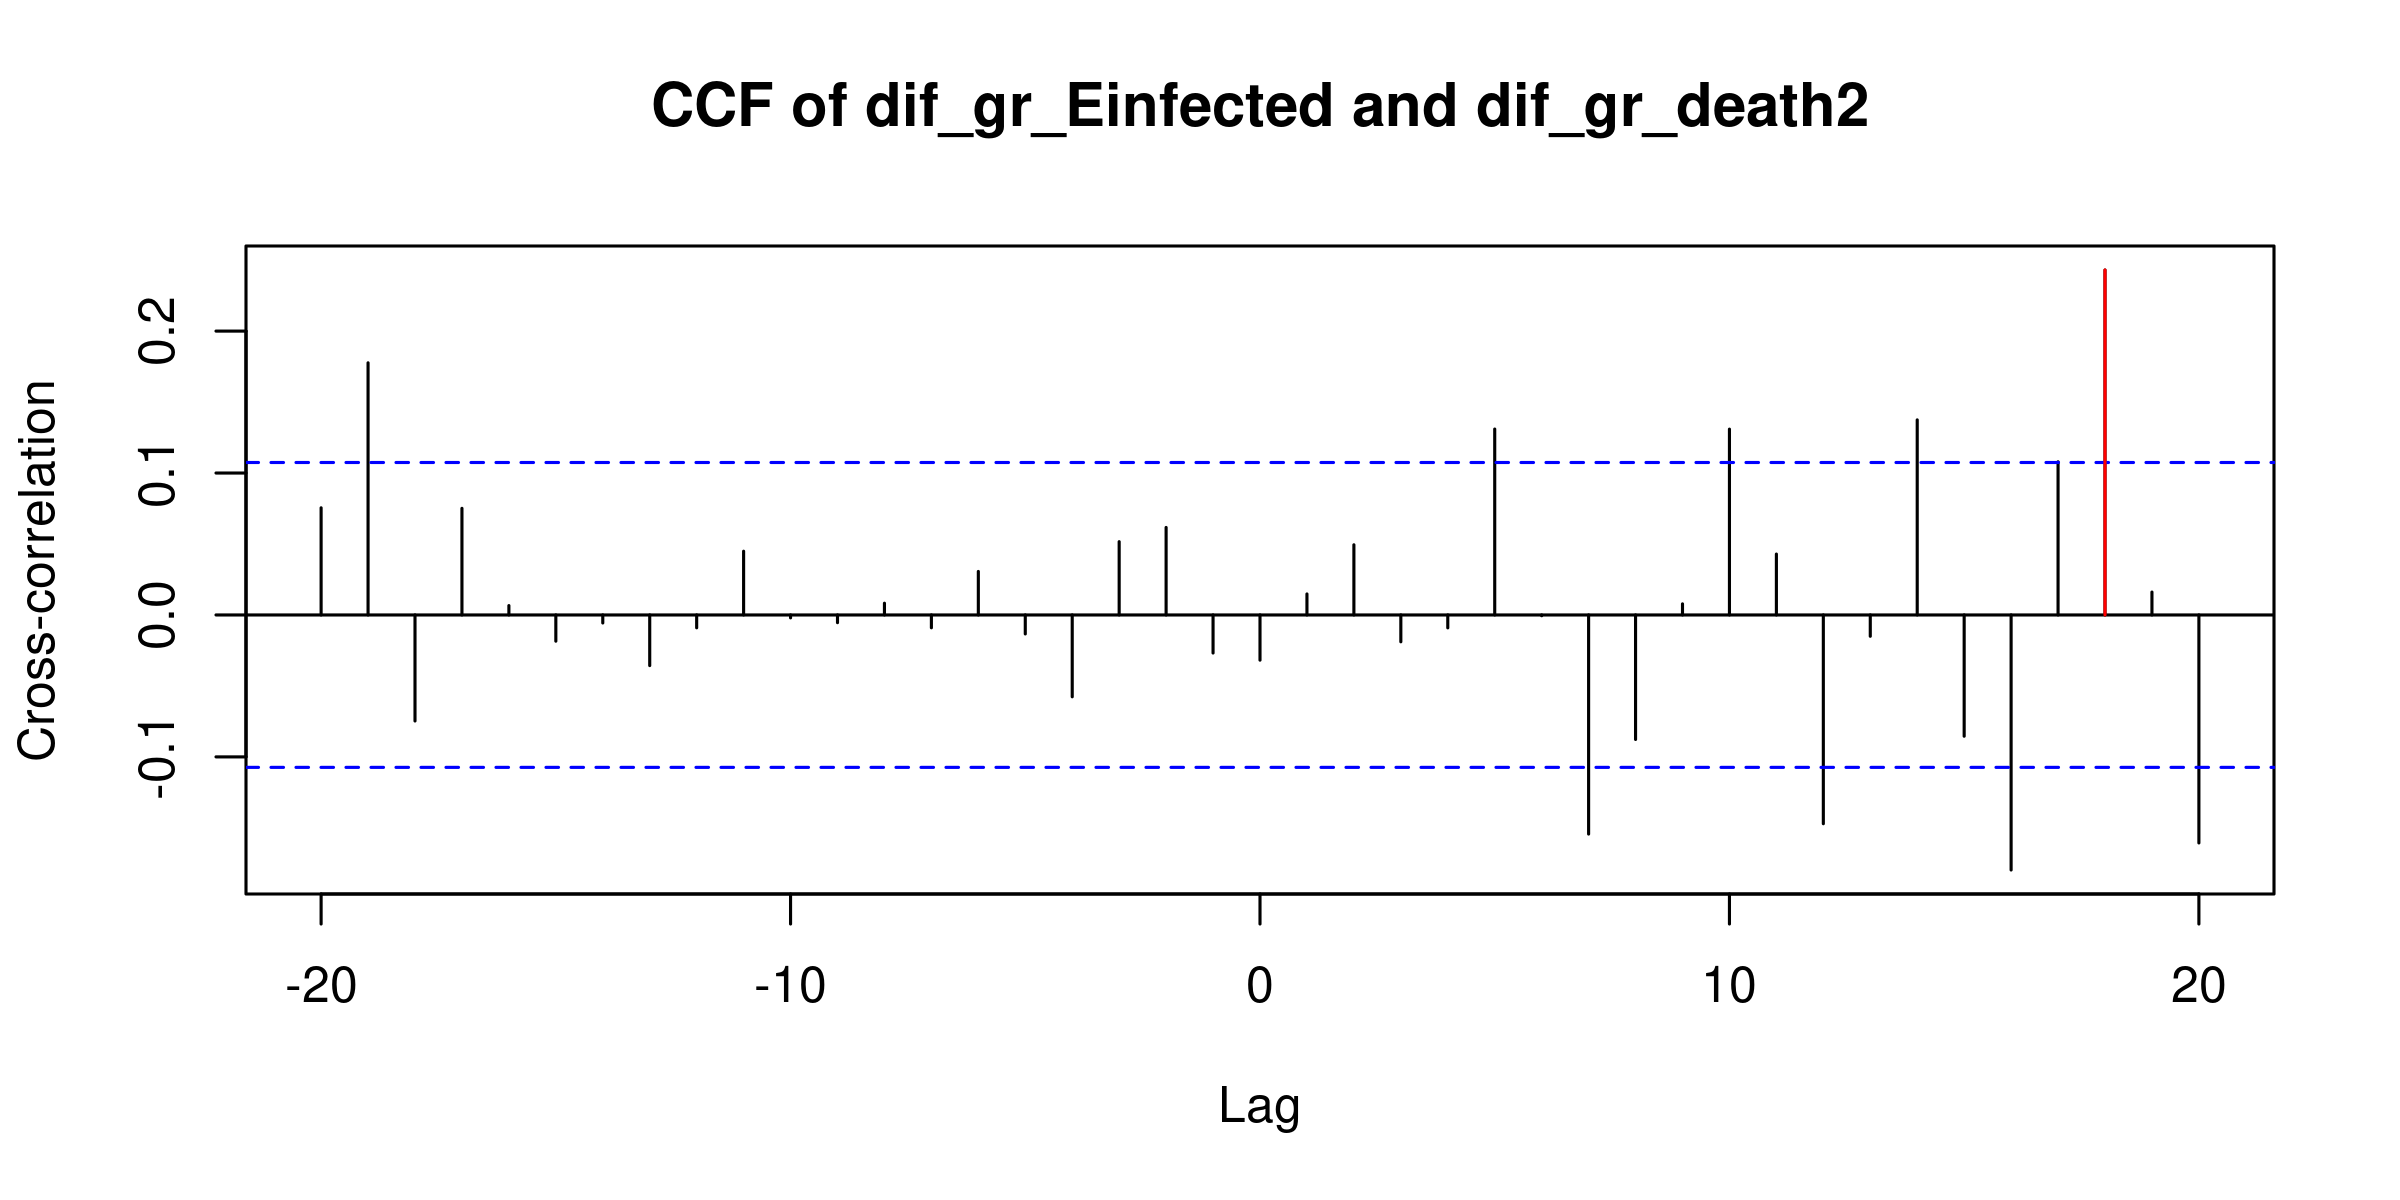 CCF of dif_gr_Einfected and dif_gr_death2
Cross-correlation
0.2
0.1
0.0
-0.1
-20 -10 0 10 20
Lag